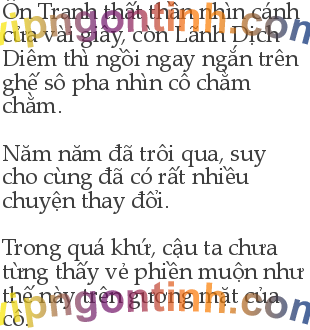 Ôn Tranh thất thần nhìn cánh
cửa vài giây, còn Lãnh Dịch
Diêm thì ngồi ngay ngắn trên
ghế sô pha nhìn cô chằm
chằm.

Năm năm đã trôi qua, suy
cho cùng đã có rất nhiều
chuyện thay đổi.

Trong quá khứ, cậu ta chưa
từng thấy vẻ phiền muộn như
thế này trên gương mặt của
cô.
vipngontinh.com
vipngontinh.com